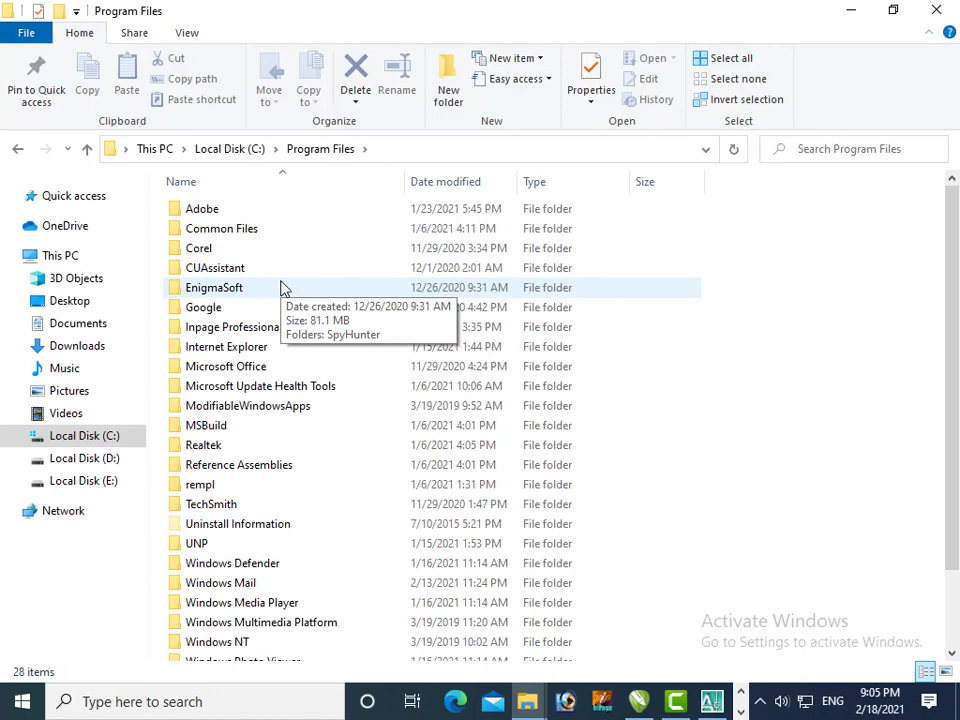 Program Files
File Home Share View
Pin to Quick access
Copy
Paste
Cut
Copy path
Paste shortcut
Clipboard
Move to
Copy to
Delete
Rename
Organize
New folder
New item
Easy access
New
Properties
Open
Edit
History
Open
Select all
Select none
Invert selection
Select
This PC Local Disk (C:) Program Files
Search Program Files
Name Date modified Type Size
Quick access
OneDrive
This PC
3D Objects
Desktop
Documents
Downloads
Music
Pictures
Videos
Local Disk (C:)
Local Disk (D:)
Local Disk (E:)
Network
Adobe 1/23/2021 5:45 PM File folder
Common Files 1/6/2021 4:11 PM File folder
Corel 11/29/2020 3:34 PM File folder
CUAssistant 12/1/2020 2:01 AM File folder
EnigmaSoft 12/26/2020 9:31 AM File folder
Google 0 4:42 PM File folder
Inpage Professiona 3:35 PM File folder
Internet Explorer 1/15/2021 1:44 PM File folder
Microsoft Office 11/29/2020 4:24 PM File folder
Microsoft Update Health Tools 1/6/2021 10:06 AM File folder
ModifiableWindowsApps 3/19/2019 9:52 AM File folder
MSBuild 1/6/2021 4:01 PM File folder
Realtek 1/6/2021 4:05 PM File folder
Reference Assemblies 1/6/2021 4:01 PM File folder
rempl 1/6/2021 1:31 PM File folder
TechSmith 11/29/2020 1:47 PM File folder
Uninstall Information 7/10/2015 5:21 PM File folder
UNP 1/15/2021 1:53 PM File folder
Windows Defender 1/16/2021 11:14 AM File folder
Windows Mail 2/13/2021 11:24 PM File folder
Windows Media Player 1/16/2021 11:14 AM File folder
Windows Multimedia Platform 3/19/2019 11:20 AM File folder
Windows NT 3/19/2019 10:02 AM File folder
Windows Photo Viewer 1/16/2021 11:14 AM File folder
Date created: 12/26/2020 9:31 AM
Size: 81.1 MB
Folders: SpyHunter
Activate Windows
Go to Settings to activate Windows.
28 items
Type here to search
ENG
9:05 PM
2/18/2021